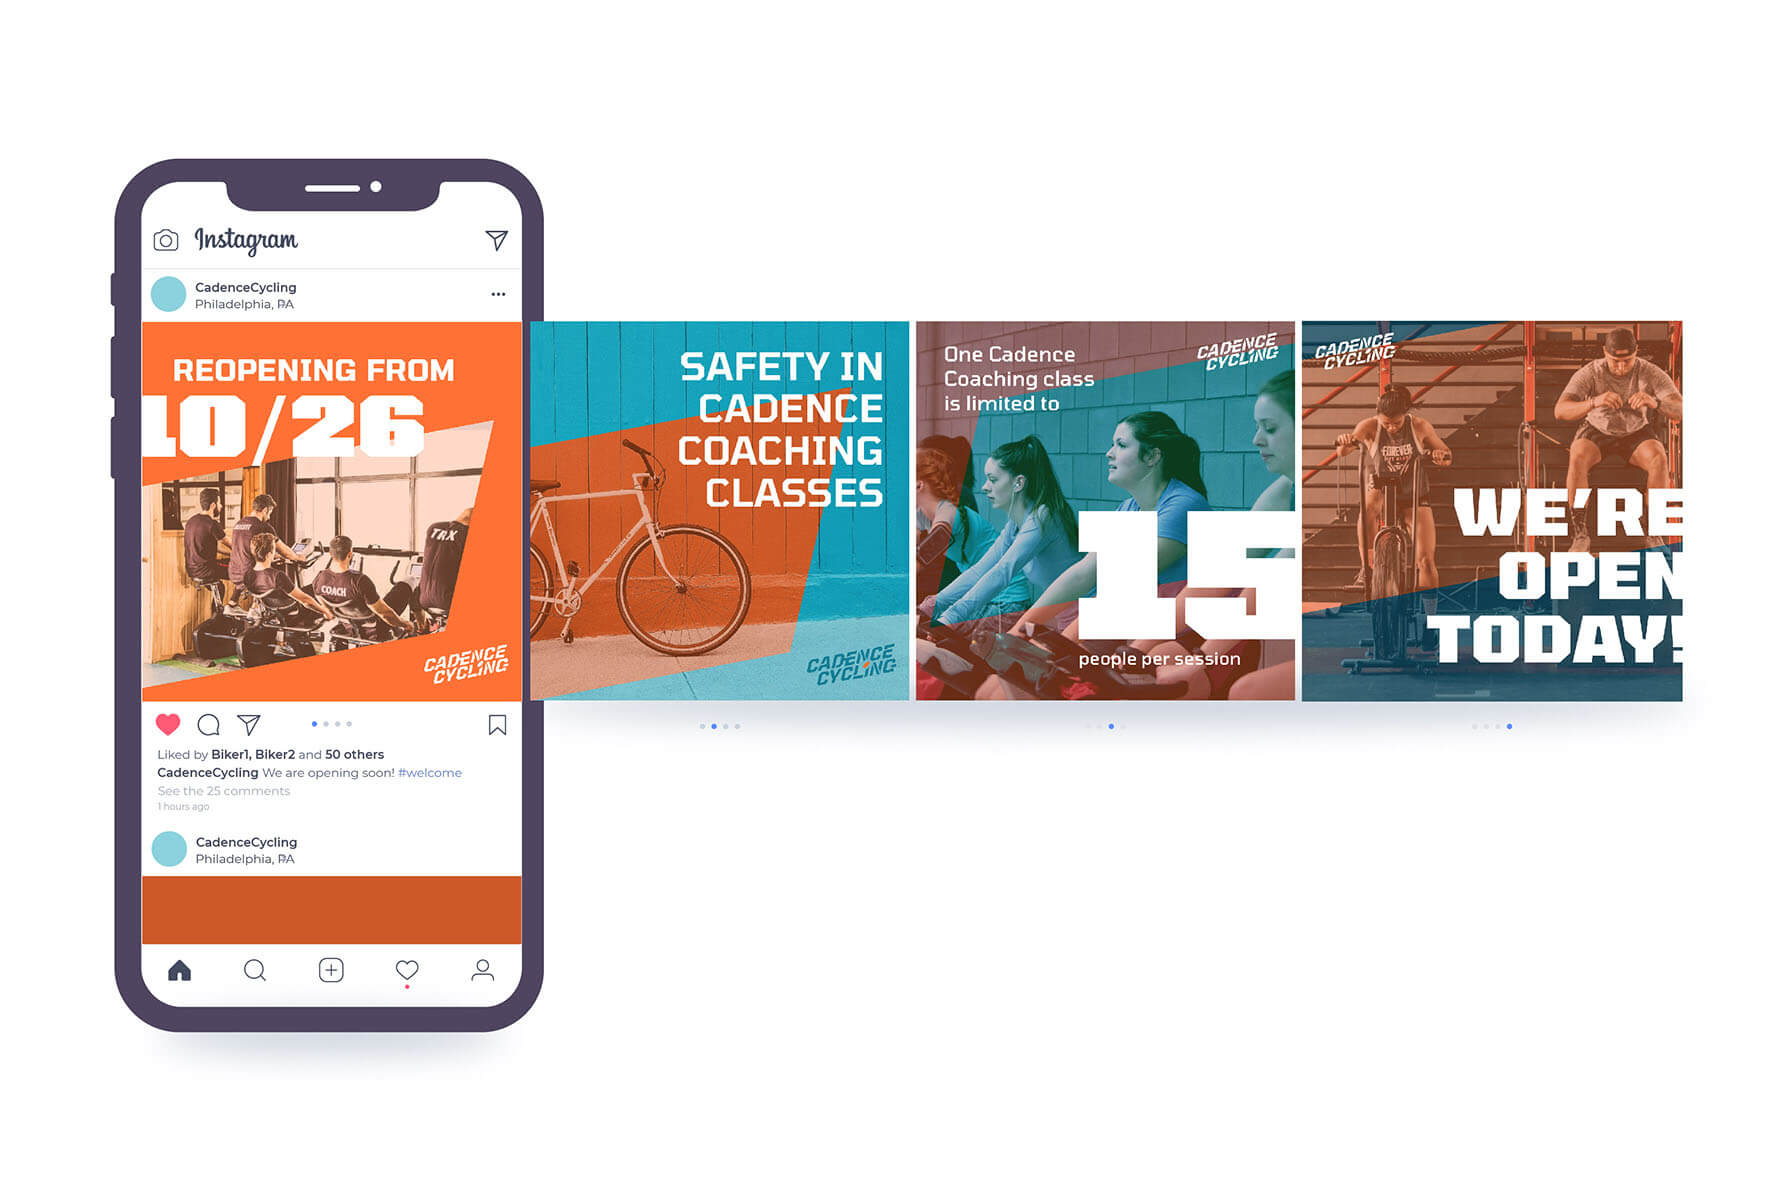 Instagram
CadenceCycling
Philadelphia, PA
REOPENING FROM
10/26
COACH
TRX
CADENCE
CYCLING
Liked by Biker1, Biker2 and 50 others
CadenceCycling We are opening soon! #welcome
See the 25 comments
1 hours ago
CadenceCycling
Philadelphia, PA
SAFETY IN
CADENCE
COACHING
CLASSES
CADENCE
CYCLING
One Cadence
Coaching class
is limited to
CADENCE
CYCLING
15
people per session
CADENCE
CYCLING
FOREVER
WE'RE
OPEN
TODAY!